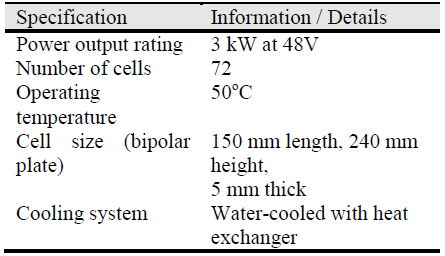 Specification Information / Details
Power output rating 3 kW at 48V
Number of cells 72
Operating temperature 50°C
Cell size (bipolar plate) 150 mm length, 240 mm height, 5 mm thick
Cooling system Water-cooled with heat exchanger